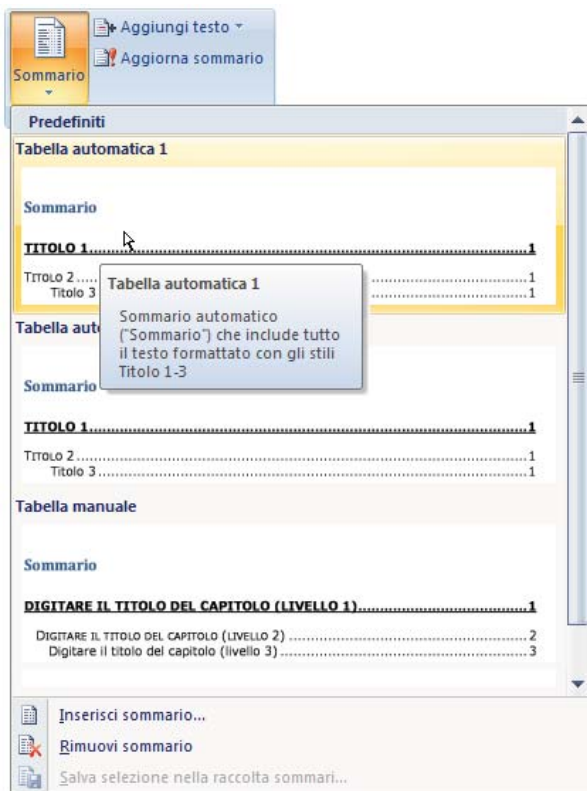 Aggiungi testo
Aggiorna sommario
Sommario
Predefiniti
Tabella automatica 1
Sommario
TITOLO 1..........1
TITOLO 2..........1
Titolo 3..........1
Tabella automatica 1
Sommario automatico
("Sommario") che include tutto
il testo formattato con gli stili
Titolo 1-3
Tabella aut
Sommario
TITOLO 1..........1
TITOLO 2..........1
Titolo 3..........1
Tabella manuale
Sommario
DIGITARE IL TITOLO DEL CAPITOLO (LIVELLO 1)..........1
DIGITARE IL TITOLO DEL CAPITOLO (LIVELLO 2)..........2
Digitare il titolo del capitolo (livello 3)..........3
Inserisci sommario...
Rimuovi sommario
Salva selezione nella raccolta sommari...